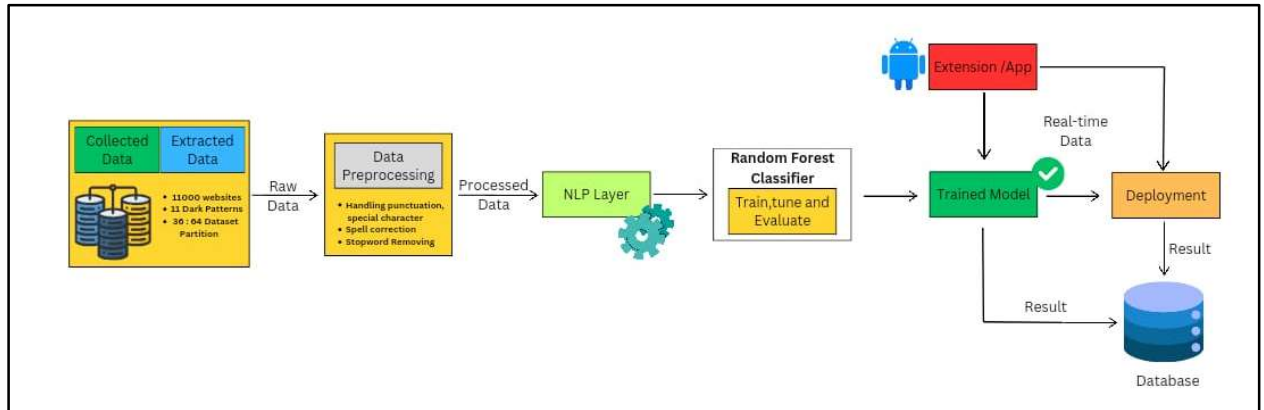 Collected
Data
Extracted
Data
• 11000 websites
• 11 Dark Patterns
• 36 : 64 Dataset
Partition
Raw
Data
Data
Preprocessing
• Handling punctuation,
special character
• Spell correction
• Stopword Removing
Processed
Data
NLP Layer
Random Forest
Classifier
Train,tune and
Evaluate
Extension /App
Real-time
Data
Trained Model
Deployment
Result
Result
Database